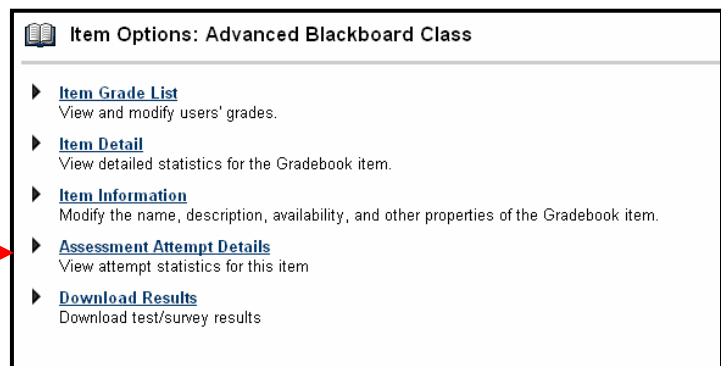 Item Options: Advanced Blackboard Class
Item Grade List
View and modify users' grades.
Item Detail
View detailed statistics for the Gradebook item.
Item Information
Modify the name, description, availability, and other properties of the Gradebook item.
Assessment Attempt Details
View attempt statistics for this item
Download Results
Download test/survey results